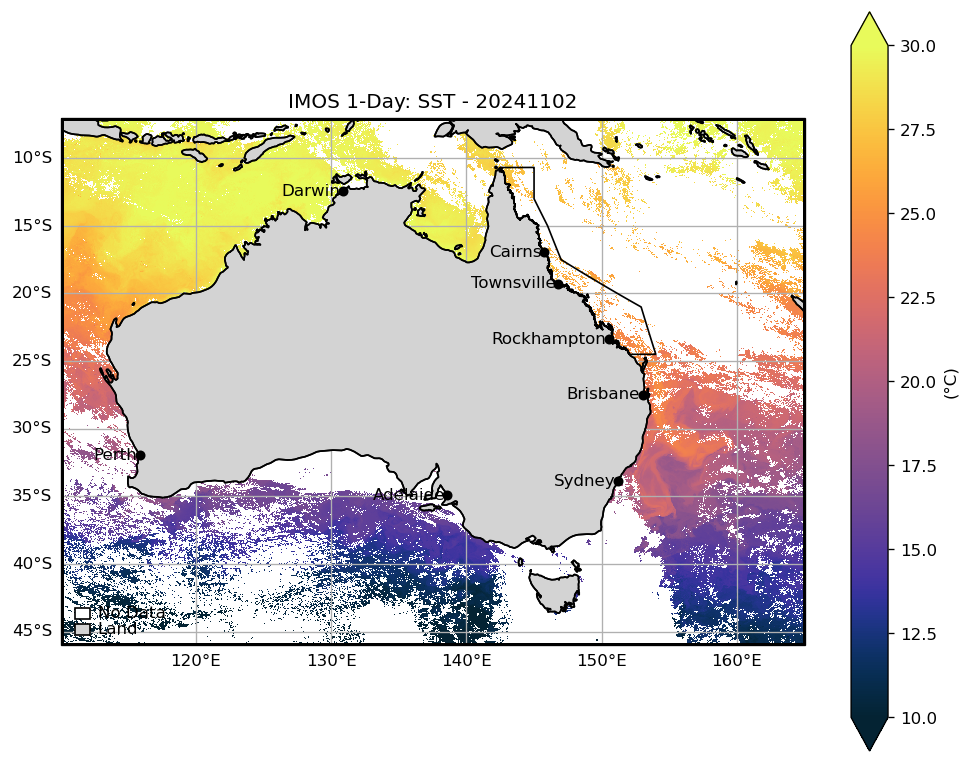 IMOS 1-Day: SST - 20241102
10°S
15°S
20°S
25°S
30°S
35°S
40°S
45°S
120°E
130°E
140°E
150°E
160°E
Darwin
Cairns
Townsville
Rockhampton
Brisbane
Perth
Sydney
Adelaide
No Data
Land
30.0
27.5
25.0
22.5
20.0
17.5
15.0
12.5
10.0
(°C)